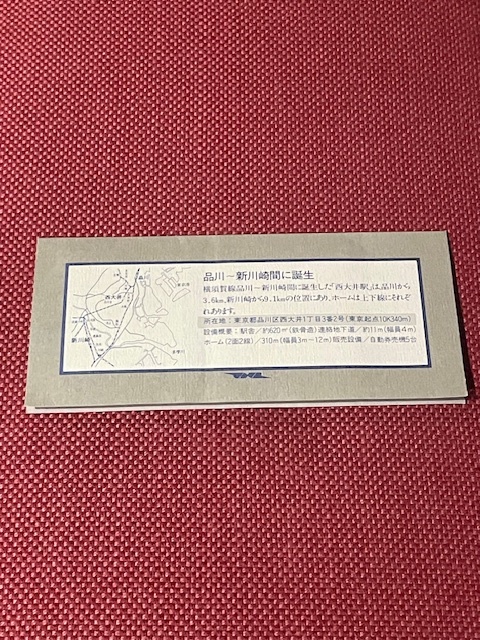 品川～新川崎間に誕生
横須賀線品川～新川崎間に誕生した「西大井駅」は、品川から
3.6km、新川崎から9.1kmの位置にあり、ホームは上下線にそれぞ
れあります。
所在地：東京都品川区西大井1丁目3番2号（東京起点10K340m）
設備概要：駅舎／約620㎡（鉄骨造）連絡地下道／約11m（幅員4m）
ホーム（2面2線）／310m（幅員3m～12m）販売設備／自動券売機5台
西大井
新川崎